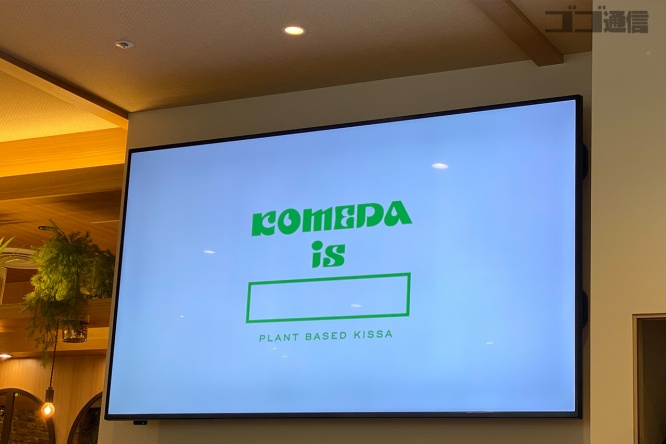 ゴゴ通信
KOMEDA
is
PLANT BASED KISSA